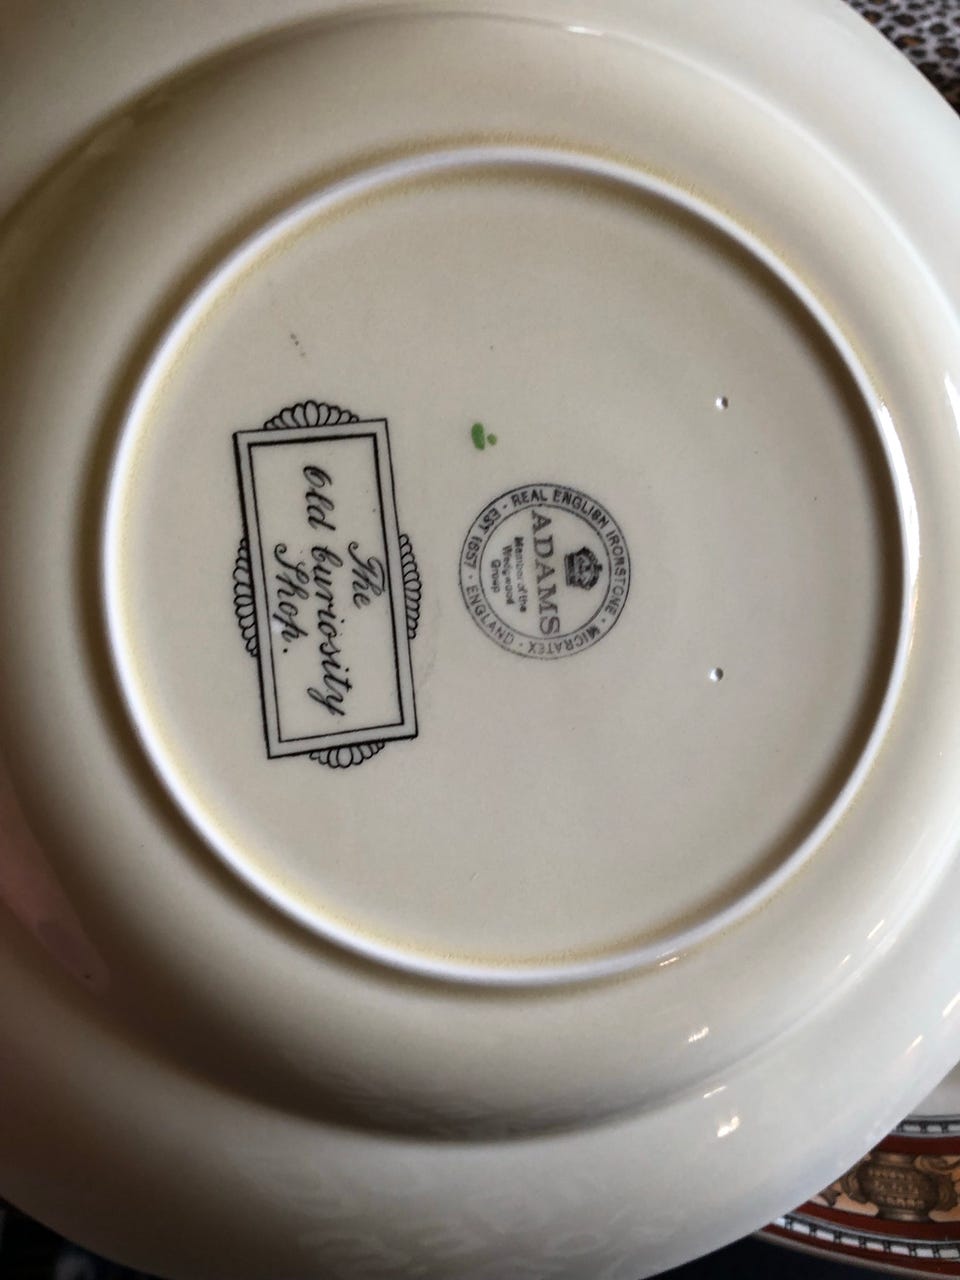 · REAL ENGLISH IRONSTONE · MICRATEX · ENGLAND · EST 1657
ADAMS
Member of the
Wedgwood
Group
The
Old Curiosity
Shop.